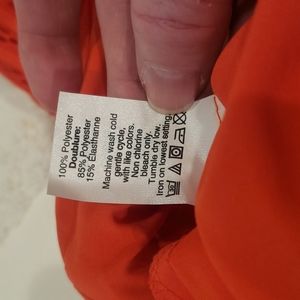 100% Polyester
Doublure:
85% Polyester
15% Elasthanne
Machine wash cold
gentle cycle,
with like colors.
Non chlorine
bleach only.
Tumble dry low.
Iron on lowest setting.